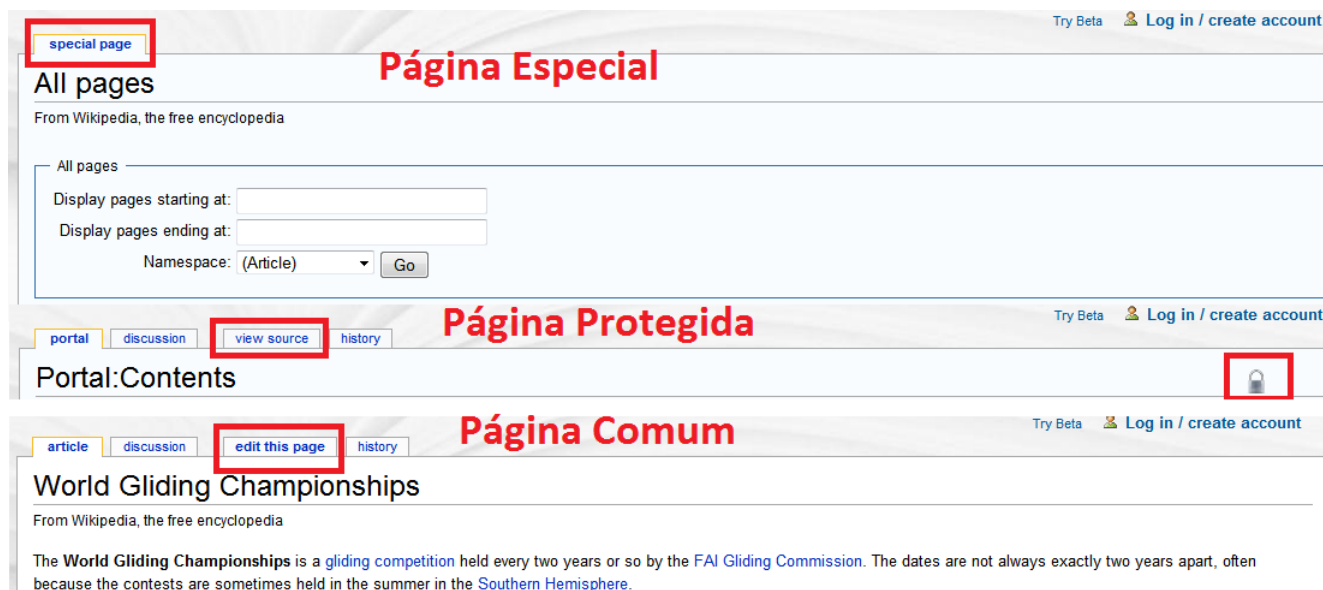 Try Beta Log in / create account
special page
Página Especial
All pages
From Wikipedia, the free encyclopedia
All pages
Display pages starting at:
Display pages ending at:
Namespace: (Article) Go
Página Protegida
Try Beta Log in / create account
portal discussion view source history
Portal:Contents
Página Comum
Try Beta Log in / create account
article discussion edit this page history
World Gliding Championships
From Wikipedia, the free encyclopedia
The World Gliding Championships is a gliding competition held every two years or so by the FAI Gliding Commission. The dates are not always exactly two years apart, often
because the contests are sometimes held in the summer in the Southern Hemisphere.